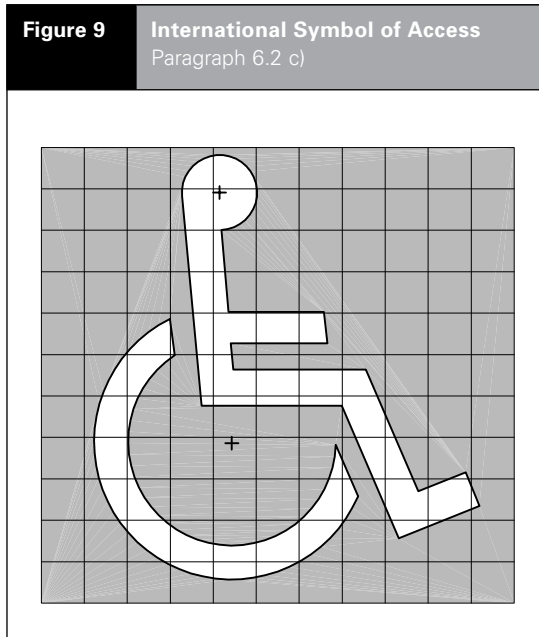 Figure 9
International Symbol of Access
Paragraph 6.2 c)